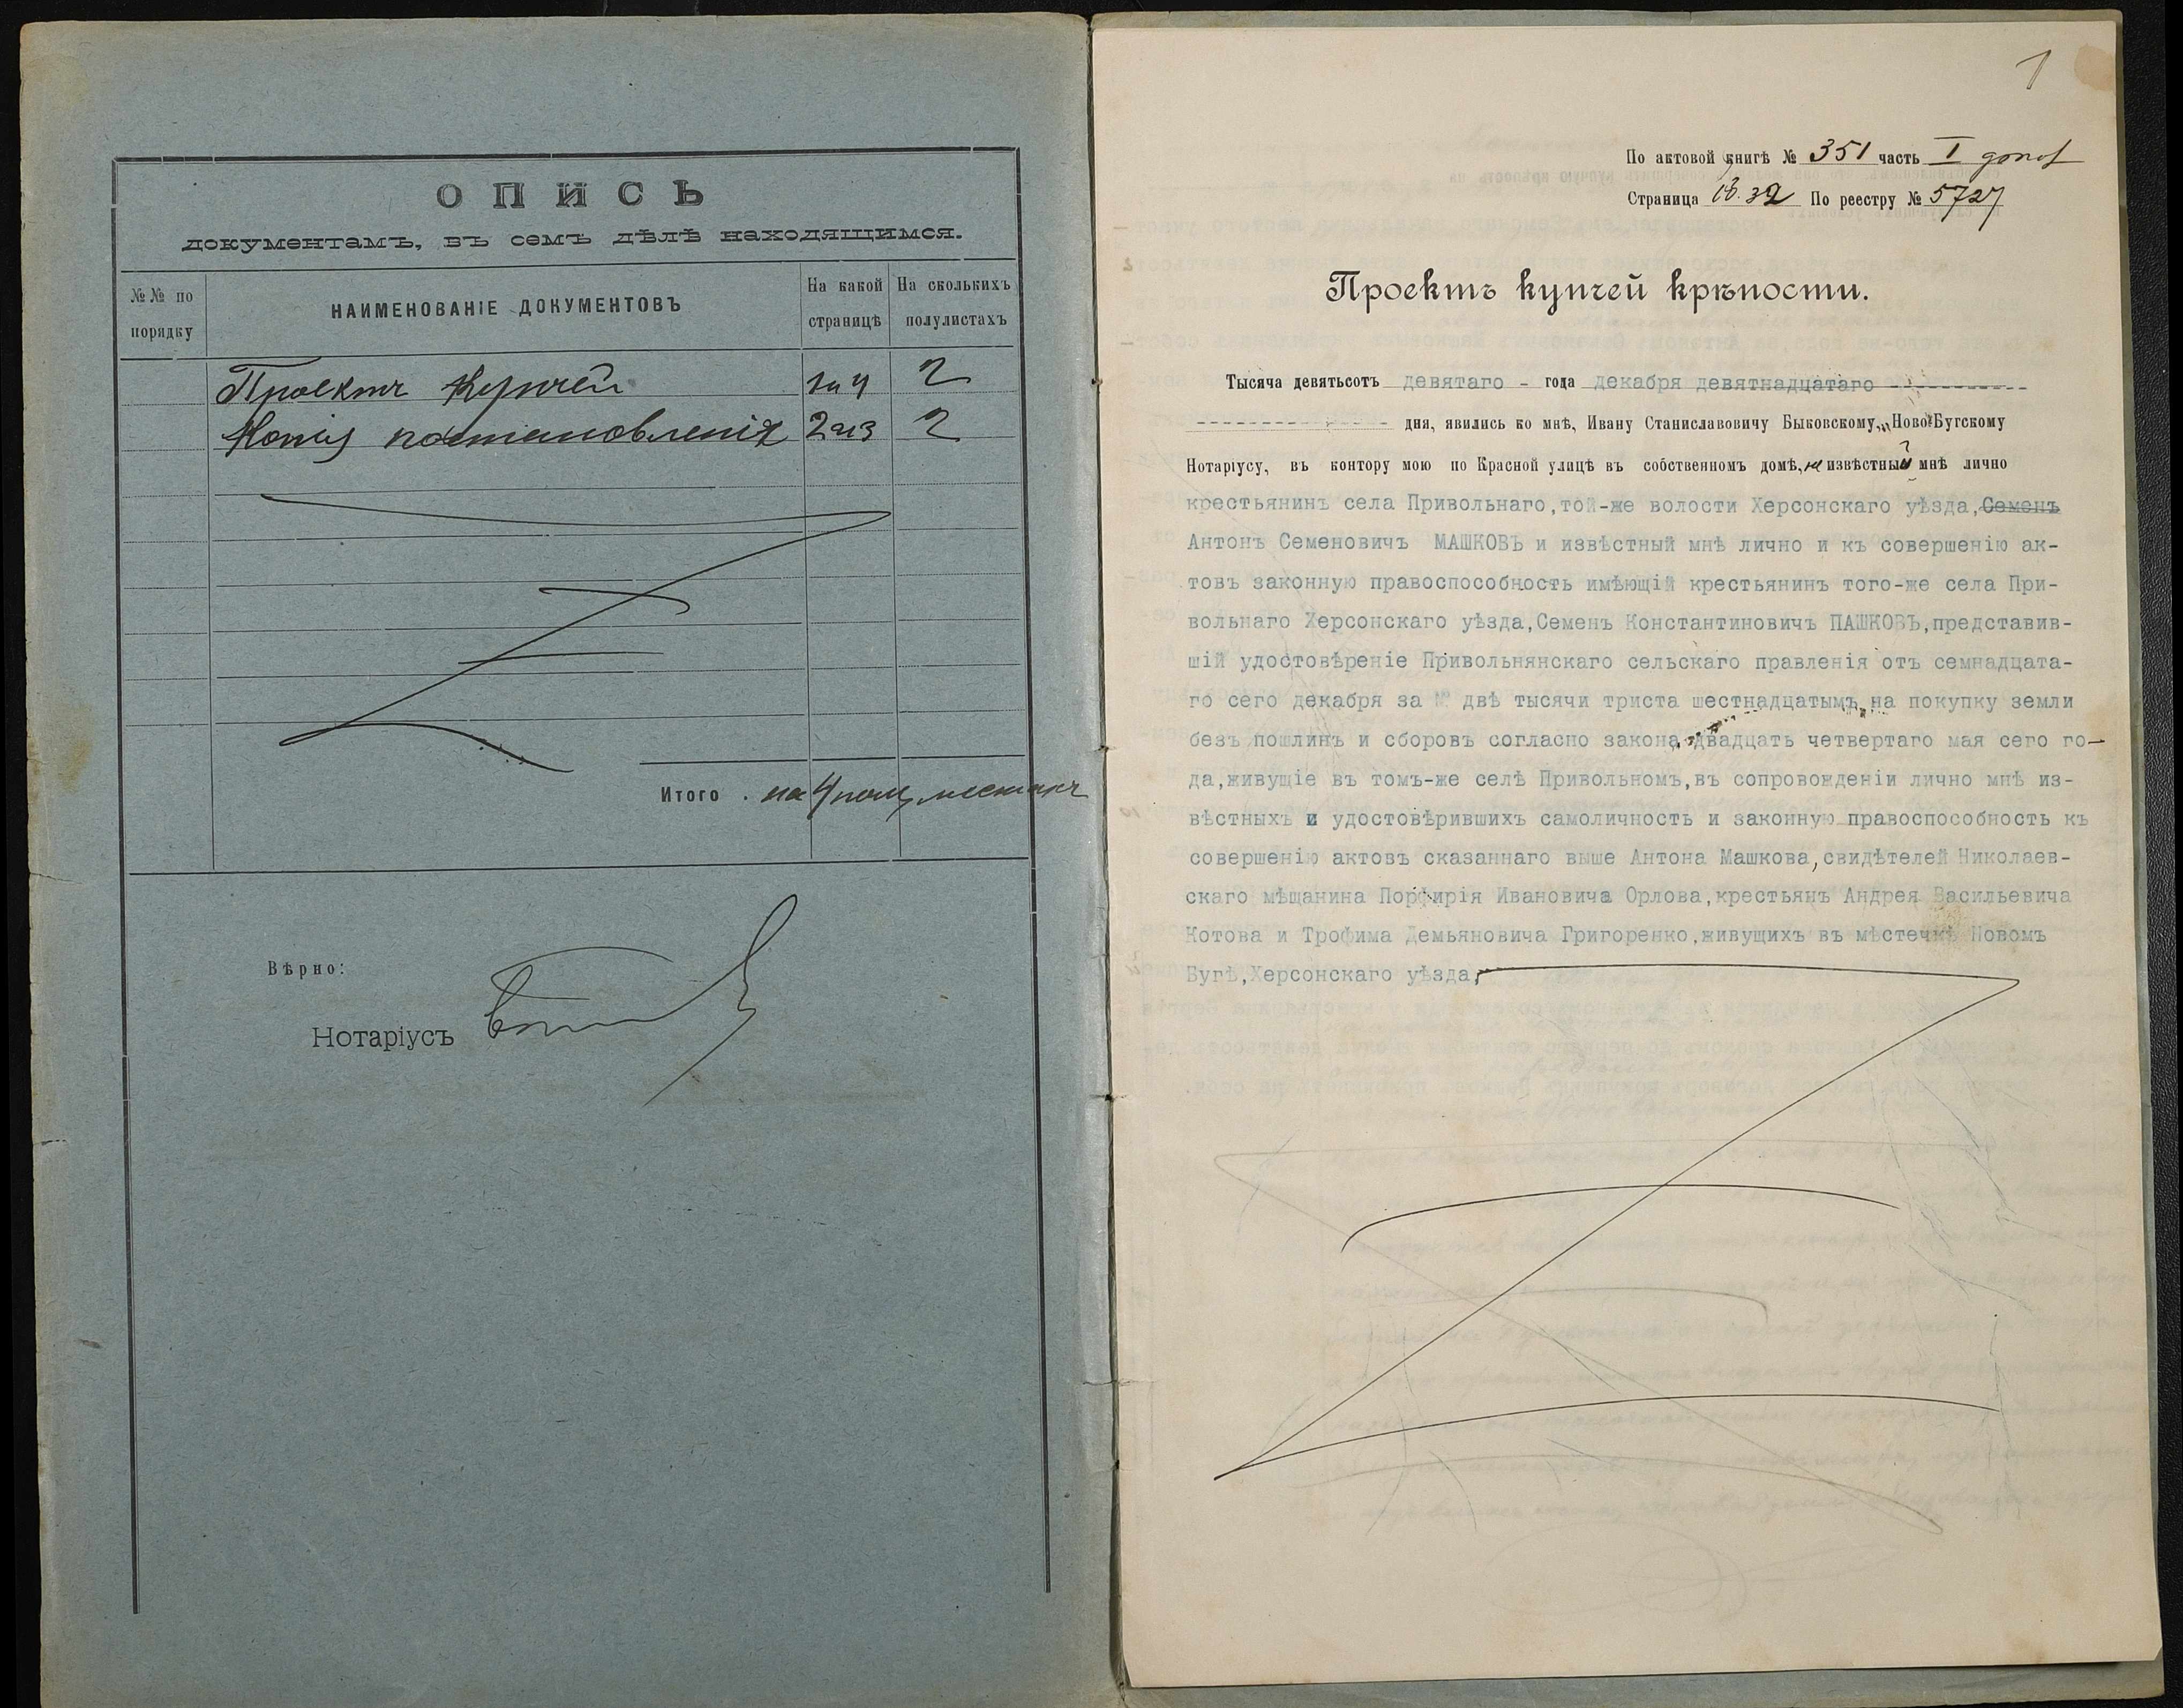 ОПИСЬ
документамъ, въ семъ дѣлѣ находящимся.
№№ по порядку
НАИМЕНОВАНІЕ ДОКУМЕНТОВЪ
На какой страницѣ
На сколькихъ полулистахъ
Проектъ Купчей 1и4 2
Копія постановленія 2и3 2
Итого . на 4 полулистахъ
Вѣрно:
Нотаріусъ
1
По актовой книгѣ № 351 часть I
Страница 32 По реестру № 5727
Проектъ купчей крѣпости.
Тысяча девятьсотъ девятаго - года декабря девятнадцатаго
дня, явились ко мнѣ, Ивану Станиславовичу Быковскому, Ново-Бугскому
Нотаріусу, въ контору мою по Красной улицѣ въ собственномъ домѣ, не извѣстный мнѣ лично
крестьянинъ села Привольнаго,той-же волости Херсонскаго уѣзда,Семенъ
Антонъ Семеновичъ МАШКОВЪ и извѣстный мнѣ лично и къ совершенію ак-
товъ законную правоспособность имѣющій крестьянинъ того-же села При-
вольнаго Херсонскаго уѣзда,Семенъ Константиновичъ ПАШКОВЪ,представив-
шій удостовѣреніе Привольнянскаго сельскаго правленія отъ семнадцата-
го сего декабря за № двѣ тысячи триста шестнадцатымъ на покупку земли
безъ пошлинъ и сборовъ согласно закона двадцать четвертаго мая сего го-
да,живущіе въ томъ-же селѣ Привольномъ,въ сопровожденіи лично мнѣ из-
вѣстныхъ и удостовѣрившихъ самоличность и законную правоспособность къ
совершенію актовъ сказаннаго выше Антона Машкова,свидѣтелей Николаев-
скаго мѣщанина Порфирія Ивановича Орлова,крестьянъ Андрея Васильевича
Котова и Трофима Демьяновича Григоренко,живущихъ въ мѣстечкѣ Новомъ
Бугѣ,Херсонскаго уѣзда,